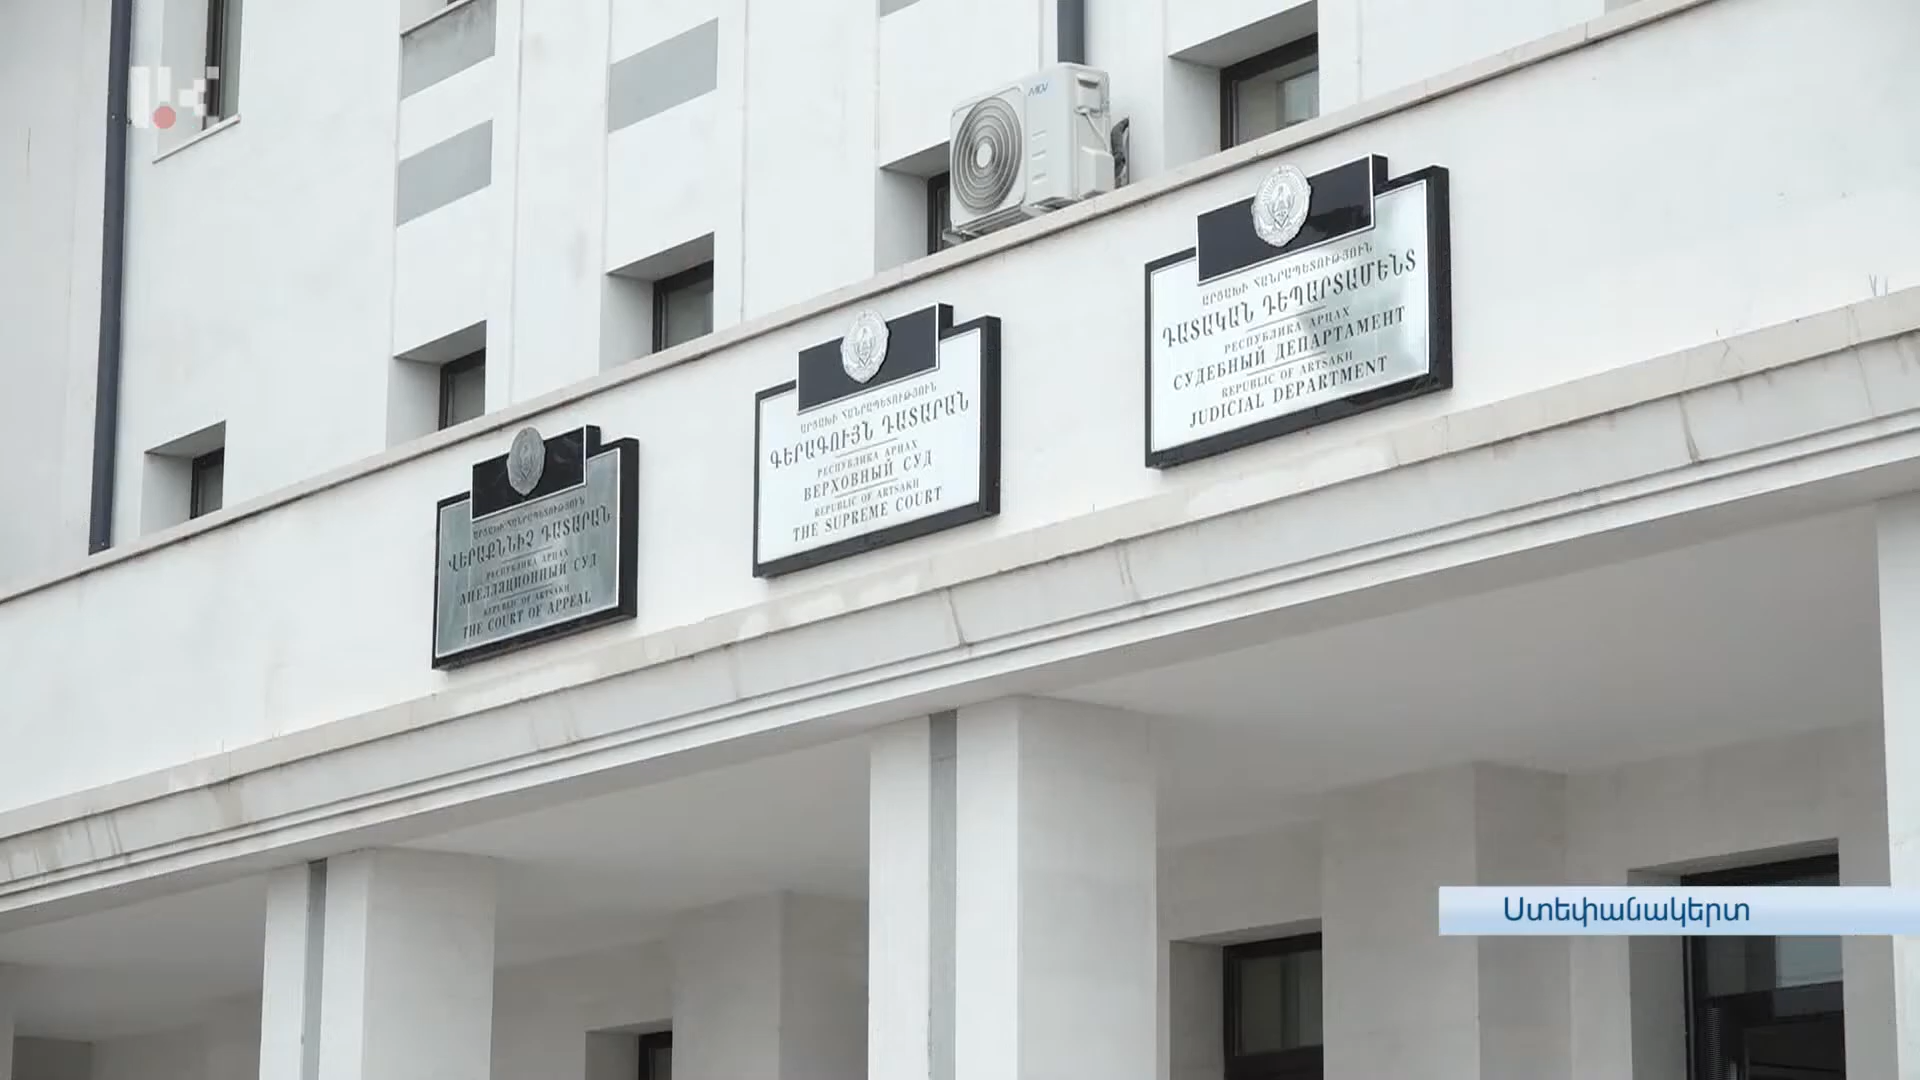 ԱՐՑԱԽԻ ՀԱՆՐԱՊԵՏՈՒԹՅՈՒՆ
ՎԵՐԱՔՆՆԻՉ ԴԱՏԱՐԱՆ
РЕСПУБЛИКА АРЦАХ
АПЕЛЛЯЦИОННЫЙ СУД
REPUBLIC OF ARTSAKH
THE COURT OF APPEAL
ԱՐՑԱԽԻ ՀԱՆՐԱՊԵՏՈՒԹՅՈՒՆ
ԳԵՐԱԳՈՒՅՆ ԴԱՏԱՐԱՆ
РЕСПУБЛИКА АРЦАХ
ВЕРХОВНЫЙ СУД
REPUBLIC OF ARTSAKH
THE SUPREME COURT
ԱՐՑԱԽԻ ՀԱՆՐԱՊԵՏՈՒԹՅՈՒՆ
ԴԱՏԱԿԱՆ ԴԵՊԱՐՏԱՄԵՆՏ
РЕСПУБЛИКА АРЦАХ
СУДЕБНЫЙ ДЕПАРТАМЕНТ
REPUBLIC OF ARTSAKH
JUDICIAL DEPARTMENT
Ստեփանակերտ